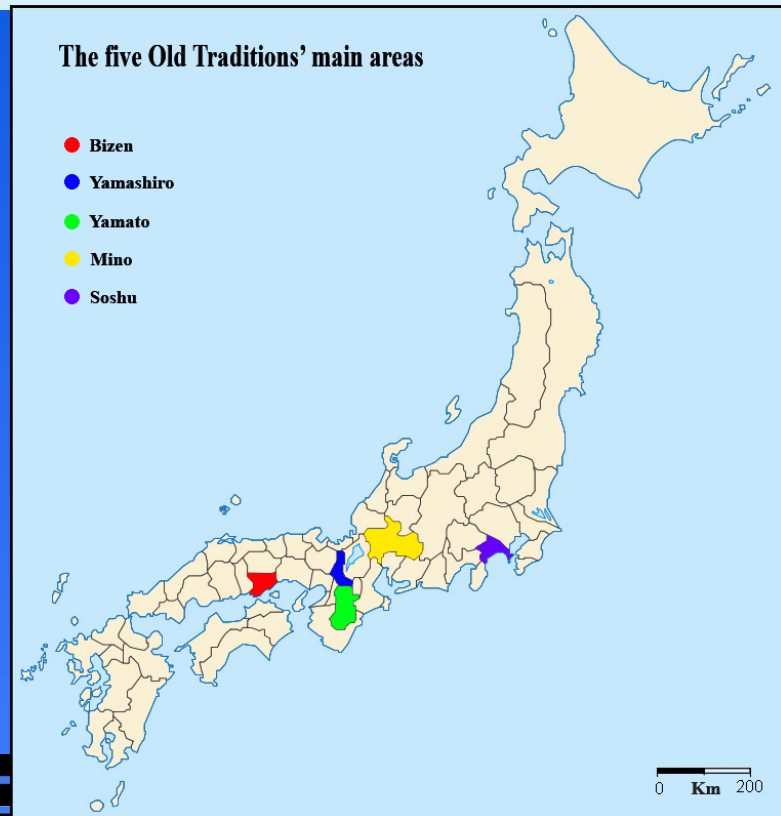 The five Old Traditions’ main areas
Bizen
Yamashiro
Yamato
Mino
Soshu
0 Km 200